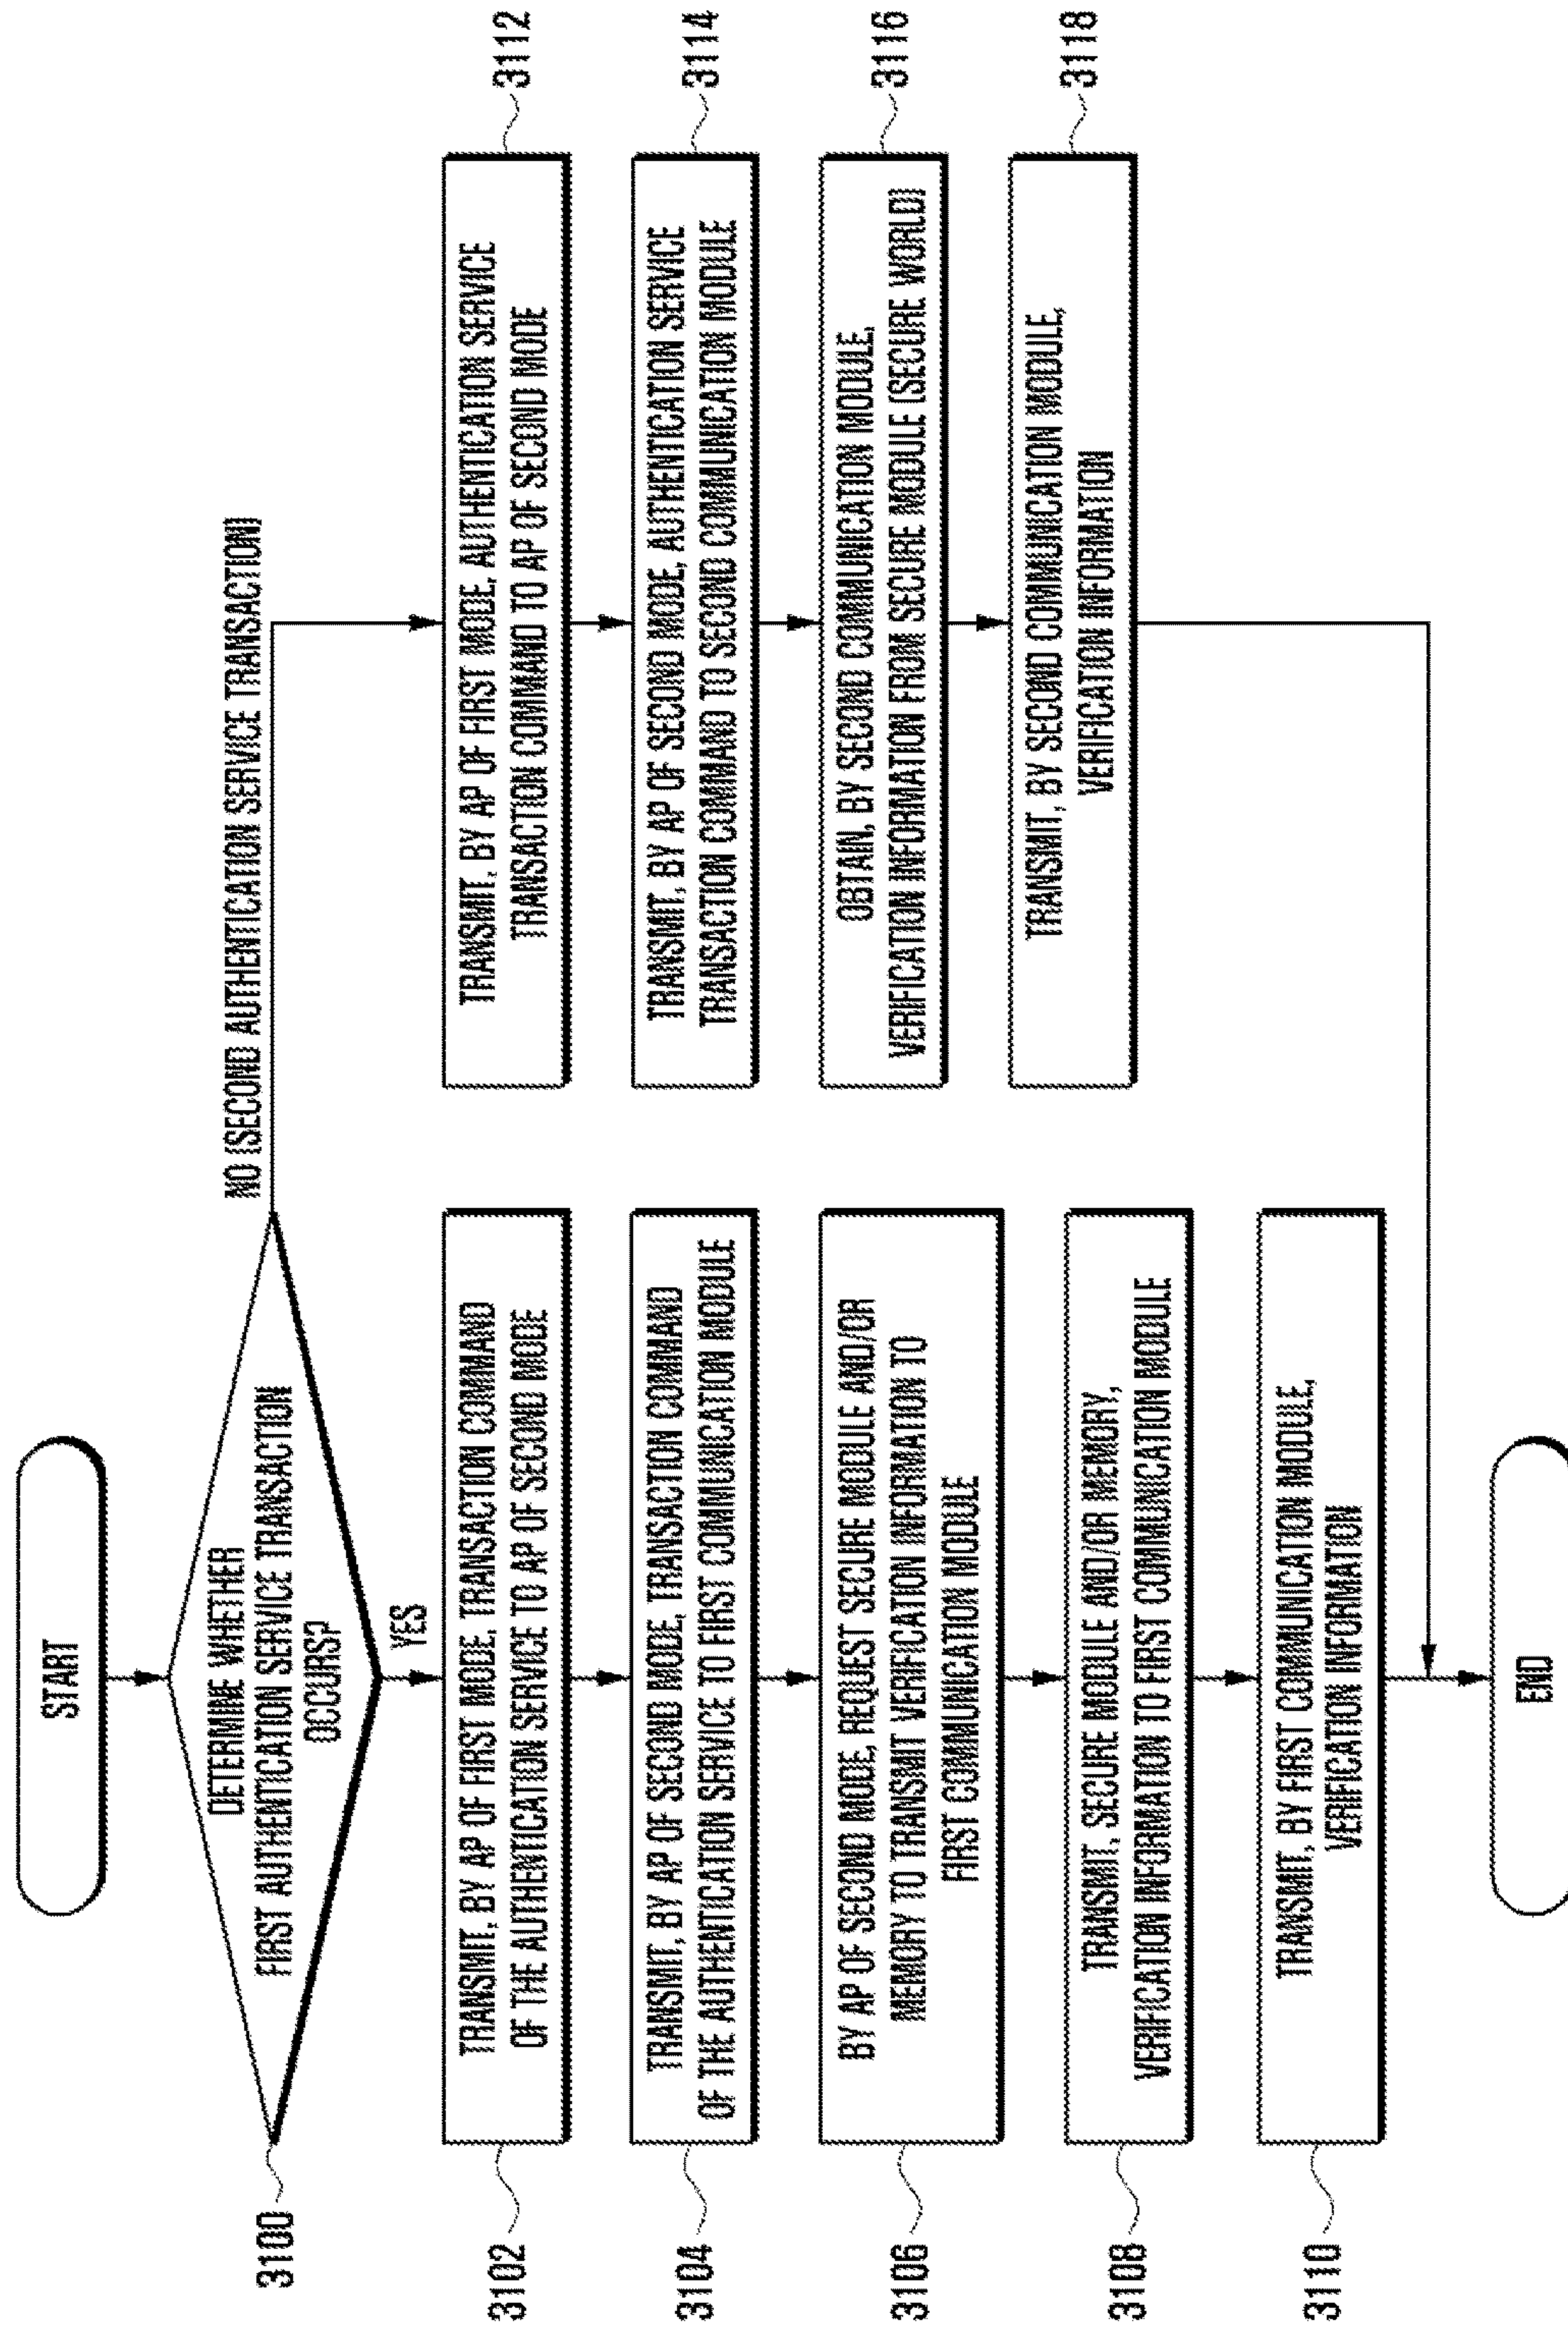 START
3100
DETERMINE WHETHER
FIRST AUTHENTICATION SERVICE TRANSACTION
OCCURS?
NO (SECOND AUTHENTICATION SERVICE TRANSACTION)
YES
3102
TRANSMIT, BY AP OF FIRST MODE, TRANSACTION COMMAND
OF THE AUTHENTICATION SERVICE TO AP OF SECOND MODE
3104
TRANSMIT, BY AP OF SECOND MODE, TRANSACTION COMMAND
OF THE AUTHENTICATION SERVICE TO FIRST COMMUNICATION MODULE
3106
BY AP OF SECOND MODE, REQUEST SECURE MODULE AND/OR
MEMORY TO TRANSMIT VERIFICATION INFORMATION TO
FIRST COMMUNICATION MODULE
3108
TRANSMIT, SECURE MODULE AND/OR MEMORY,
VERIFICATION INFORMATION TO FIRST COMMUNICATION MODULE
3110
TRANSMIT, BY FIRST COMMUNICATION MODULE,
VERIFICATION INFORMATION
TRANSMIT, BY AP OF FIRST MODE, AUTHENTICATION SERVICE
TRANSACTION COMMAND TO AP OF SECOND MODE
3112
TRANSMIT, BY AP OF SECOND MODE, AUTHENTICATION SERVICE
TRANSACTION COMMAND TO SECOND COMMUNICATION MODULE
3114
OBTAIN, BY SECOND COMMUNICATION MODULE,
VERIFICATION INFORMATION FROM SECURE MODULE (SECURE WORLD)
3116
TRANSMIT, BY SECOND COMMUNICATION MODULE,
VERIFICATION INFORMATION
3118
END